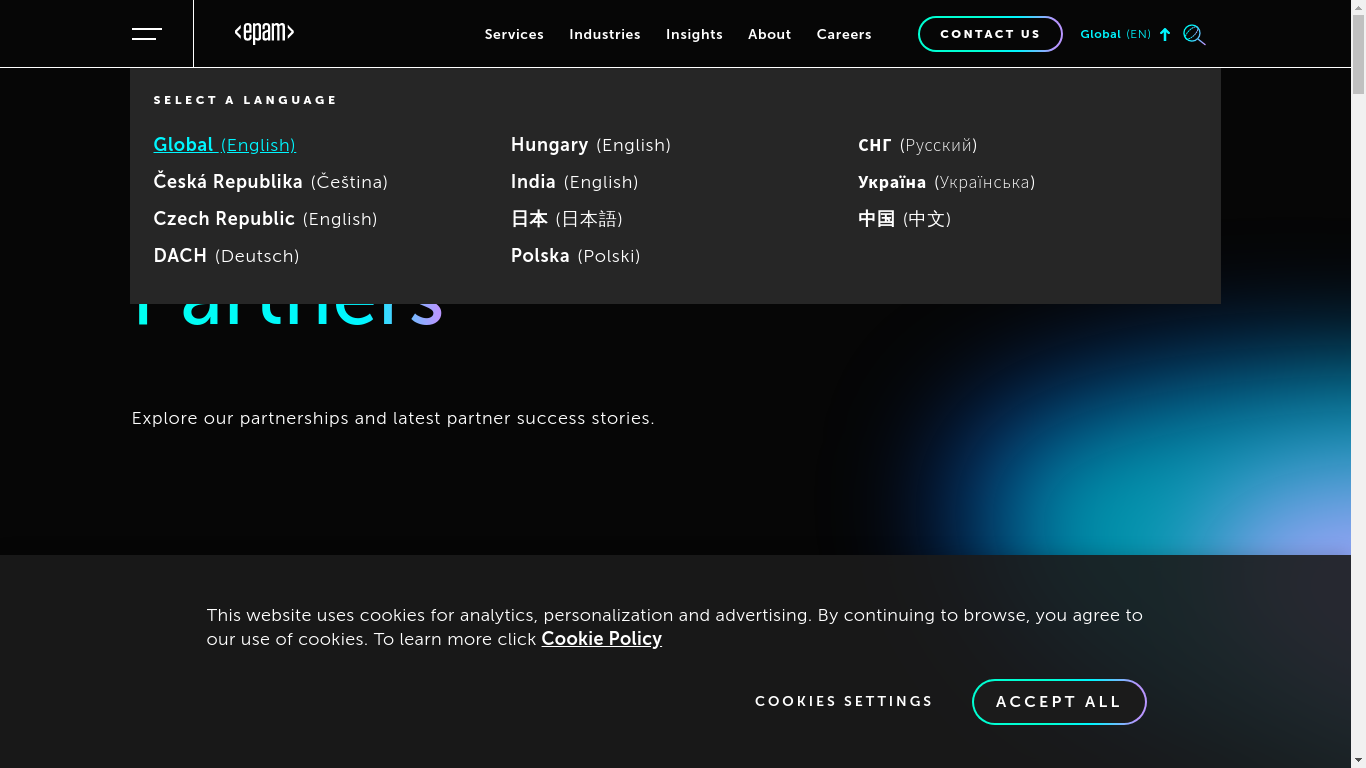 <epam>
Services Industries Insights About Careers CONTACT US Global (EN)
SELECT A LANGUAGE
Global (English)
Česká Republika (Čeština)
Czech Republic (English)
DACH (Deutsch)
Hungary (English)
India (English)
日本 (日本語)
Polska (Polski)
СНГ (Русский)
Україна (Українська)
中国 (中文)
Partners
Explore our partnerships and latest partner success stories.
This website uses cookies for analytics, personalization and advertising. By continuing to browse, you agree to
our use of cookies. To learn more click Cookie Policy
COOKIES SETTINGS ACCEPT ALL